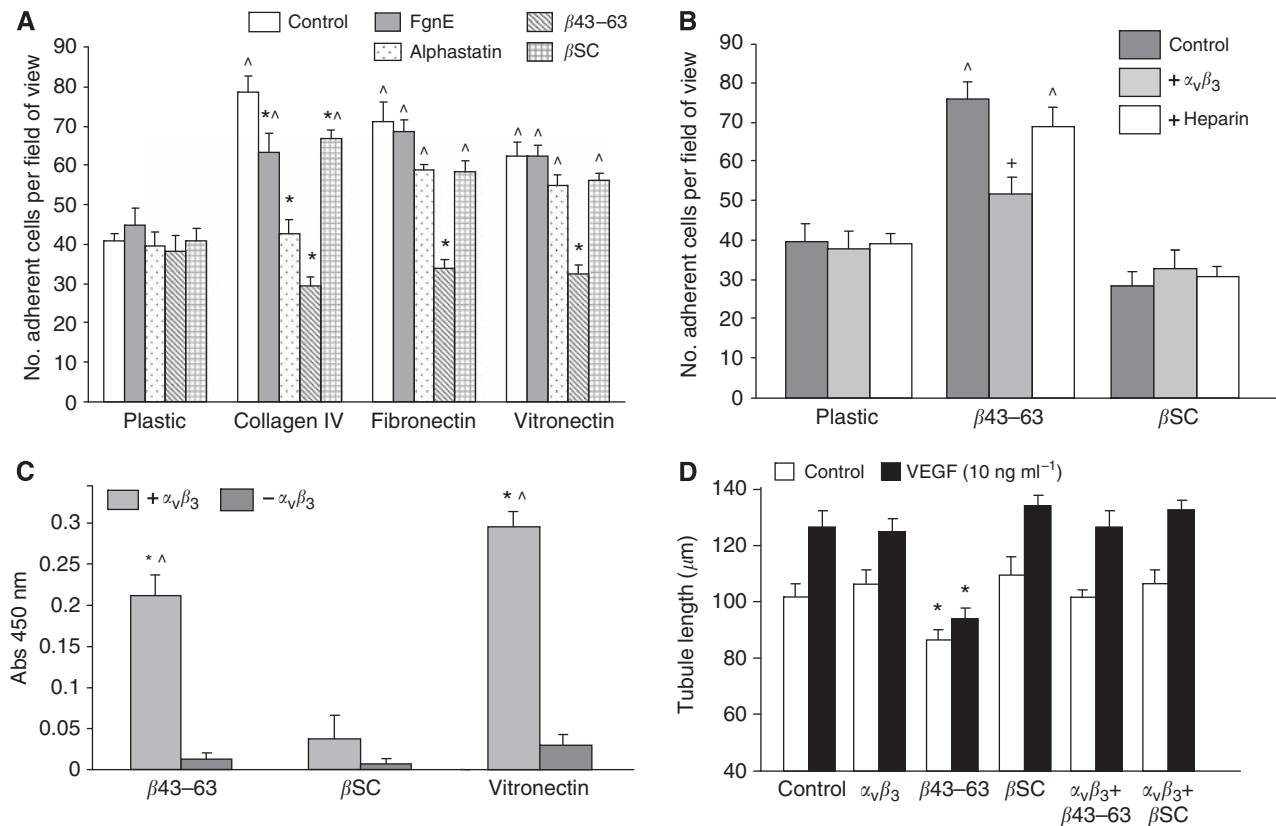 A
Control
FgnE
β43–63
Alphastatin
βSC
No. adherent cells per field of view
90
80
70
60
50
40
30
20
10
0
^
*^
*
*
*^
^
^
^
*
^
^
^
^
*
^
Plastic
Collagen IV
Fibronectin
Vitronectin
B
Control
+ αvβ3
+ Heparin
No. adherent cells per field of view
90
80
70
60
50
40
30
20
10
0
^
+
^
Plastic
β43–63
βSC
C
+ αvβ3
− αvβ3
Abs 450 nm
0.3
0.25
0.2
0.15
0.1
0.05
0
* ^
* ^
β43–63
βSC
Vitronectin
D
Control
VEGF (10 ng ml⁻¹)
Tubule length (μm)
140
120
100
80
60
40
*
*
Control
αvβ3
β43–63
βSC
αvβ3+
β43–63
αvβ3+
βSC